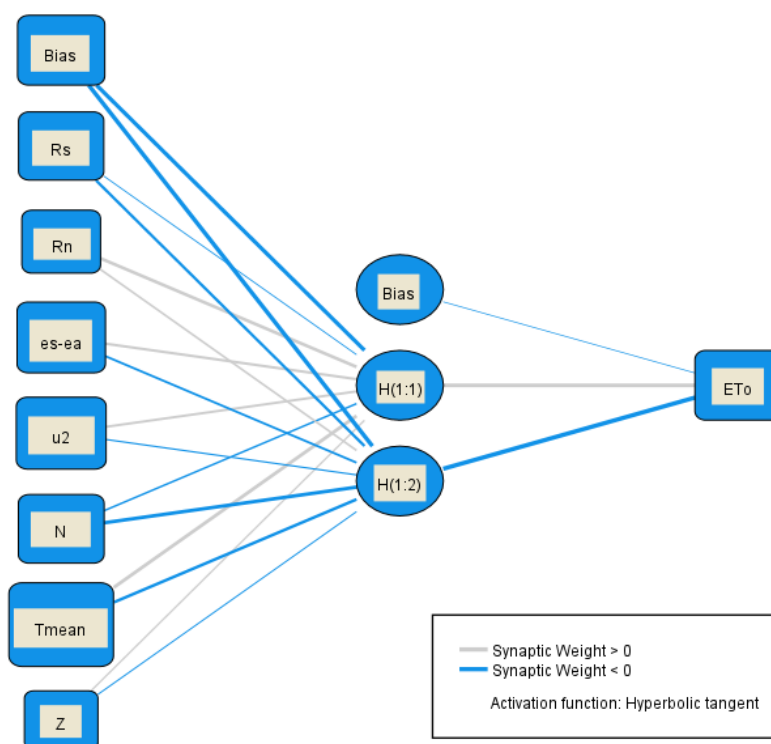 Bias
Rs
Rn
es-ea
u2
N
Tmean
Z
Bias
H(1:1)
H(1:2)
ETo
Synaptic Weight > 0
Synaptic Weight < 0
Activation function: Hyperbolic tangent